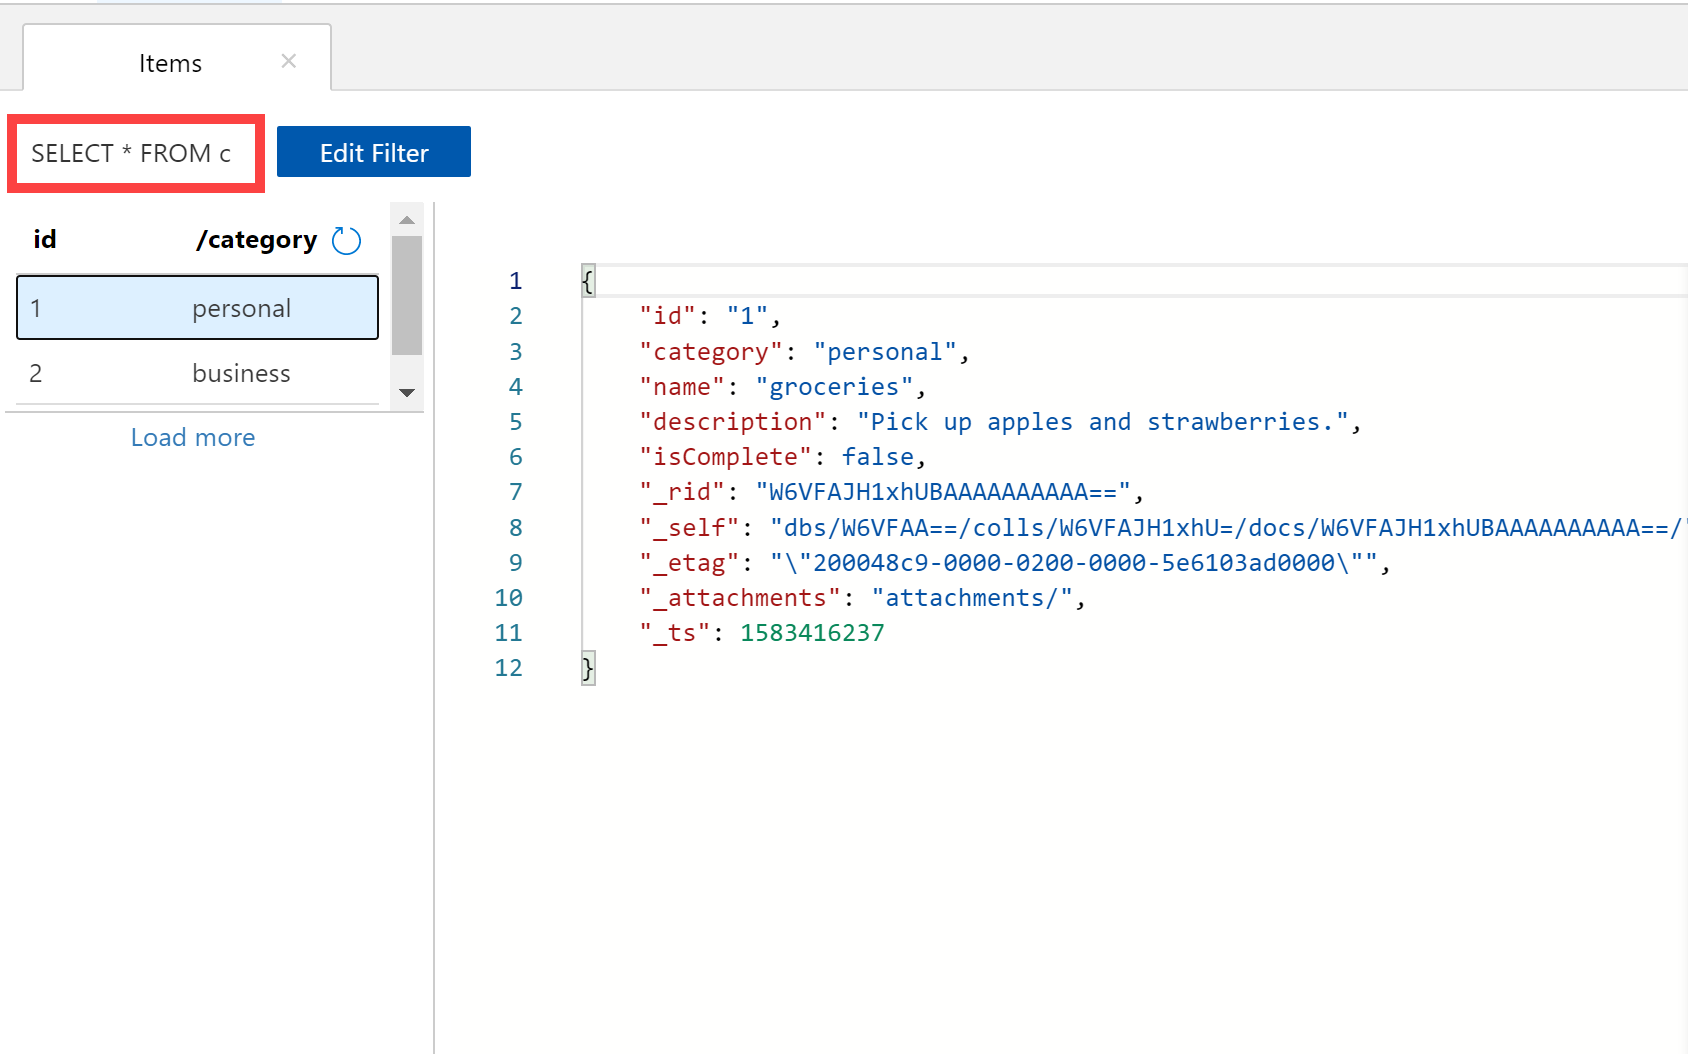 Items
SELECT * FROM c
Edit Filter
id /category
1 personal
2 business
Load more
1 {
2 "id": "1",
3 "category": "personal",
4 "name": "groceries",
5 "description": "Pick up apples and strawberries.",
6 "isComplete": false,
7 "_rid": "W6VFAJH1xhUBAAAAAAAAAA==",
8 "_self": "dbs/W6VFAA==/colls/W6VFAJH1xhU=/docs/W6VFAJH1xhUBAAAAAAAAAA==/"
9 "_etag": "\"200048c9-0000-0200-0000-5e6103ad0000\"",
10 "_attachments": "attachments/",
11 "_ts": 1583416237
12 }